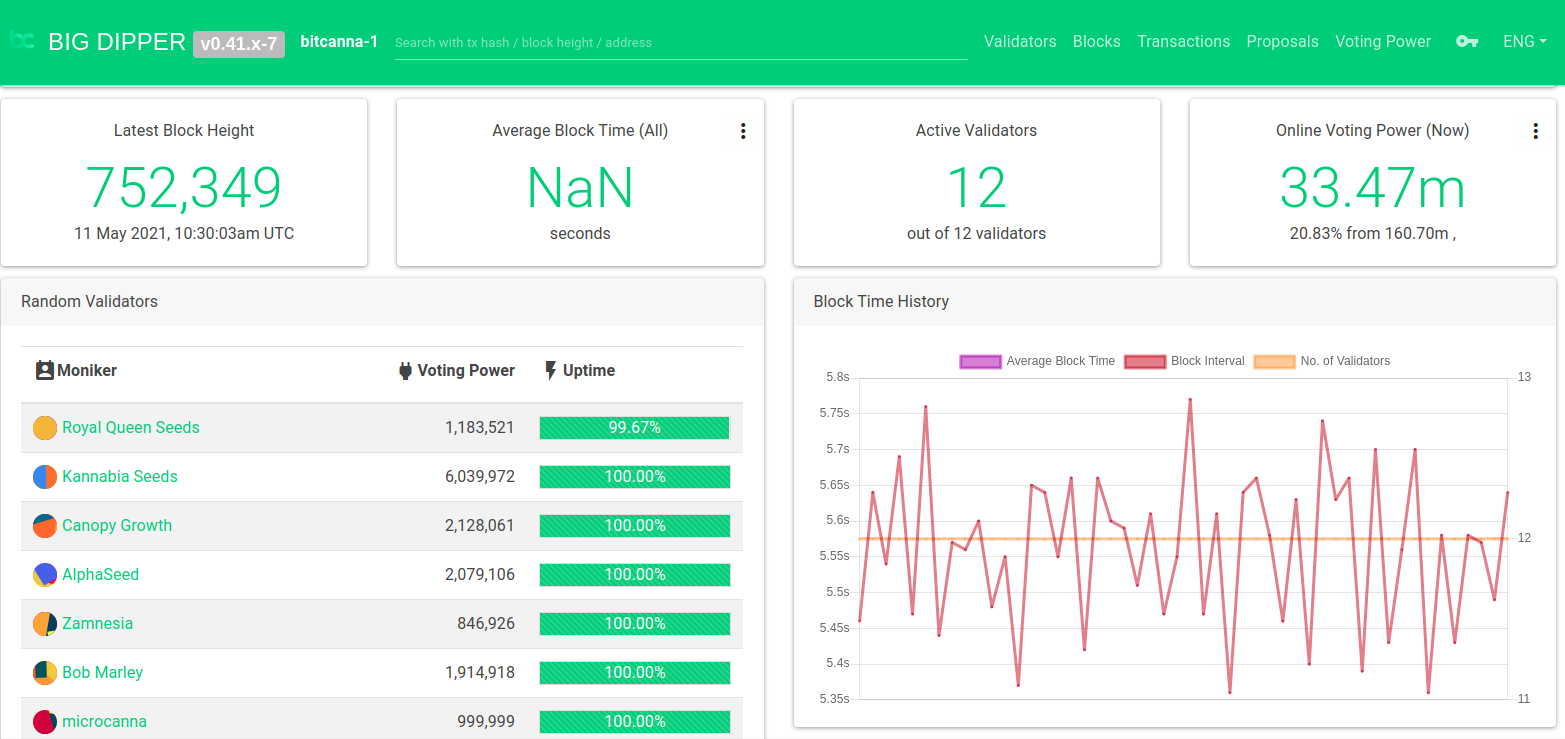 bc BIG DIPPER v0.41.x-7 bitcanna-1 Search with tx hash / block height / address Validators Blocks Transactions Proposals Voting Power ENG
Latest Block Height
752,349
11 May 2021, 10:30:03am UTC
Average Block Time (All)
NaN
seconds
Active Validators
12
out of 12 validators
Online Voting Power (Now)
33.47m
20.83% from 160.70m ,
Random Validators
Moniker Voting Power Uptime
Royal Queen Seeds 1,183,521 99.67%
Kannabia Seeds 6,039,972 100.00%
Canopy Growth 2,128,061 100.00%
AlphaSeed 2,079,106 100.00%
Zamnesia 846,926 100.00%
Bob Marley 1,914,918 100.00%
microcanna 999,999 100.00%
Block Time History
Average Block Time Block Interval No. of Validators
5.8s 13
5.75s
5.7s
5.65s
5.6s
5.55s 12
5.5s
5.45s
5.4s
5.35s 11